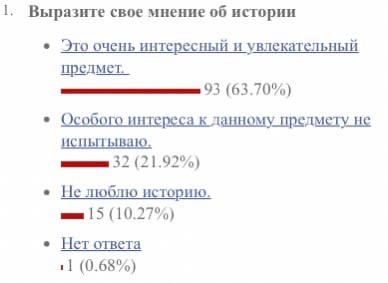 1. Выразите свое мнение об истории
• Это очень интересный и увлекательный
предмет.
93 (63.70%)
• Особого интереса к данному предмету не
испытываю.
32 (21.92%)
• Не люблю историю.
15 (10.27%)
• Нет ответа
1 (0.68%)